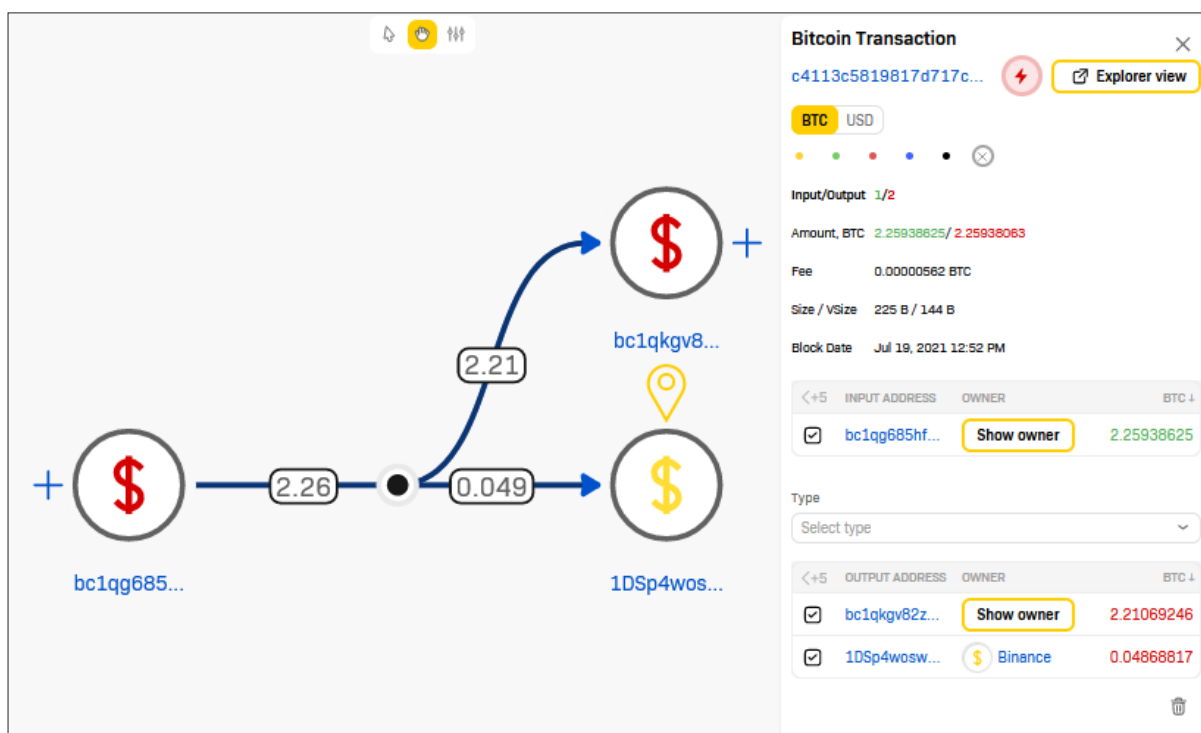 2.21
bc1qkgv8...
2.26
0.049
bc1qg685...
1DSp4wos...
Bitcoin Transaction
c4113c5819817d717c...
Explorer view
BTC USD
Input/Output 1/2
Amount, BTC 2.25938625/ 2.25938063
Fee 0.00000562 BTC
Size / VSize 225 B / 144 B
Block Date Jul 19, 2021 12:52 PM
<+5 INPUT ADDRESS OWNER BTC↓
bc1qg685hf... Show owner 2.25938625
Type
Select type
<+5 OUTPUT ADDRESS OWNER BTC↓
bc1qkgv82z... Show owner 2.21069246
1DSp4wosw... $ Binance 0.04868817